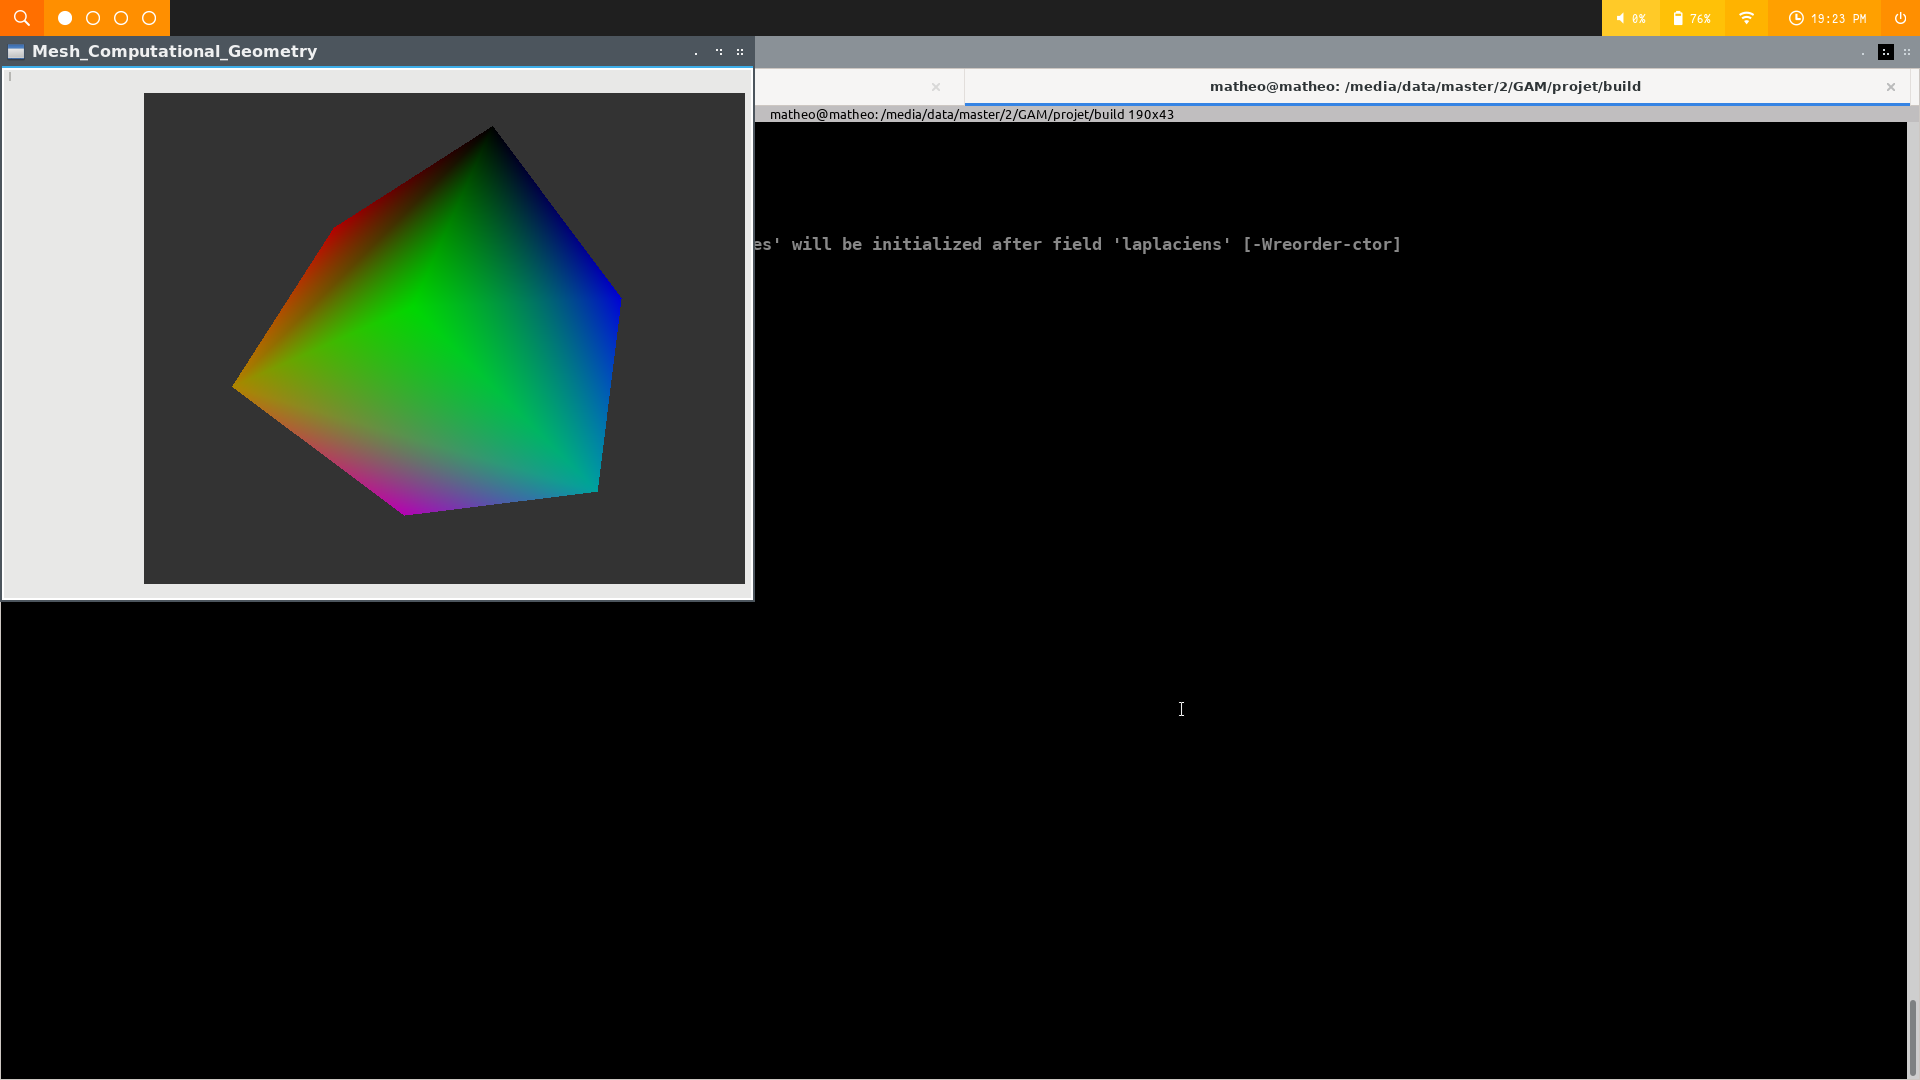 0%
76%
19:23 PM
Mesh_Computational_Geometry
matheo@matheo: /media/data/master/2/GAM/projet/build
matheo@matheo: /media/data/master/2/GAM/projet/build 190x43
es' will be initialized after field 'laplaciens' [-Wreorder-ctor]